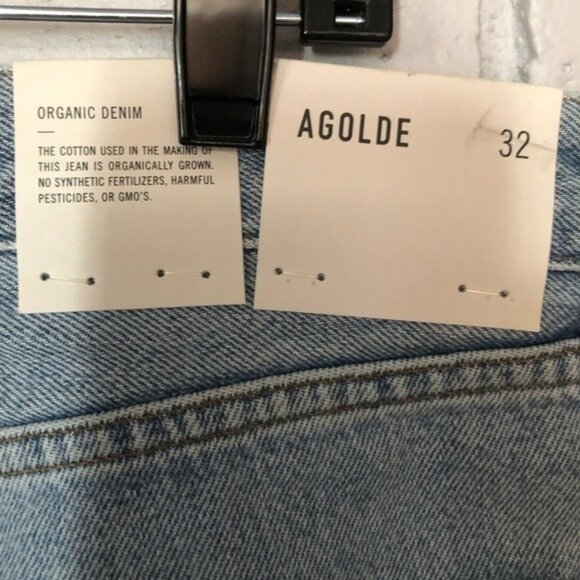 ORGANIC DENIM
THE COTTON USED IN THE MAKING OF
THIS JEAN IS ORGANICALLY GROWN.
NO SYNTHETIC FERTILIZERS, HARMFUL
PESTICIDES, OR GMO'S.
AGOLDE 32